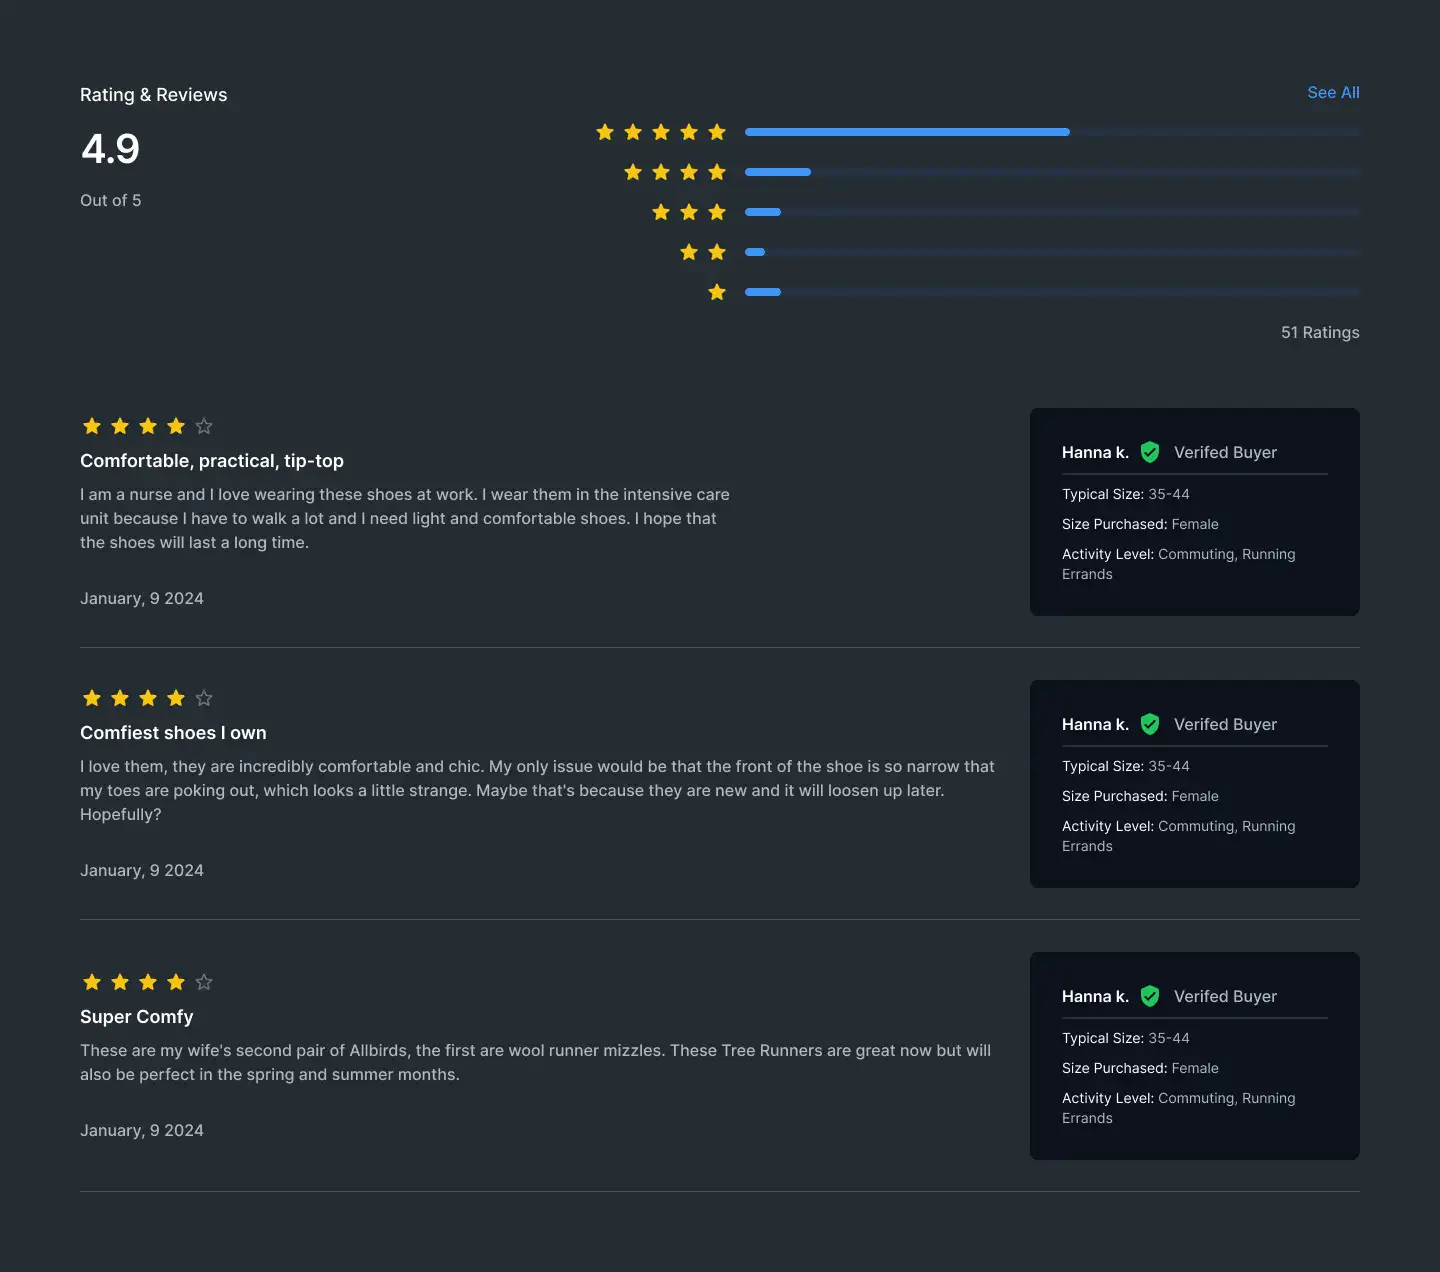 Rating & Reviews
See All
4.9
Out of 5
51 Ratings
Comfortable, practical, tip-top
I am a nurse and I love wearing these shoes at work. I wear them in the intensive care
unit because I have to walk a lot and I need light and comfortable shoes. I hope that
the shoes will last a long time.
January, 9 2024
Hanna k. Verifed Buyer
Typical Size: 35-44
Size Purchased: Female
Activity Level: Commuting, Running
Errands
Comfiest shoes I own
I love them, they are incredibly comfortable and chic. My only issue would be that the front of the shoe is so narrow that
my toes are poking out, which looks a little strange. Maybe that's because they are new and it will loosen up later.
Hopefully?
January, 9 2024
Hanna k. Verifed Buyer
Typical Size: 35-44
Size Purchased: Female
Activity Level: Commuting, Running
Errands
Super Comfy
These are my wife's second pair of Allbirds, the first are wool runner mizzles. These Tree Runners are great now but will
also be perfect in the spring and summer months.
January, 9 2024
Hanna k. Verifed Buyer
Typical Size: 35-44
Size Purchased: Female
Activity Level: Commuting, Running
Errands